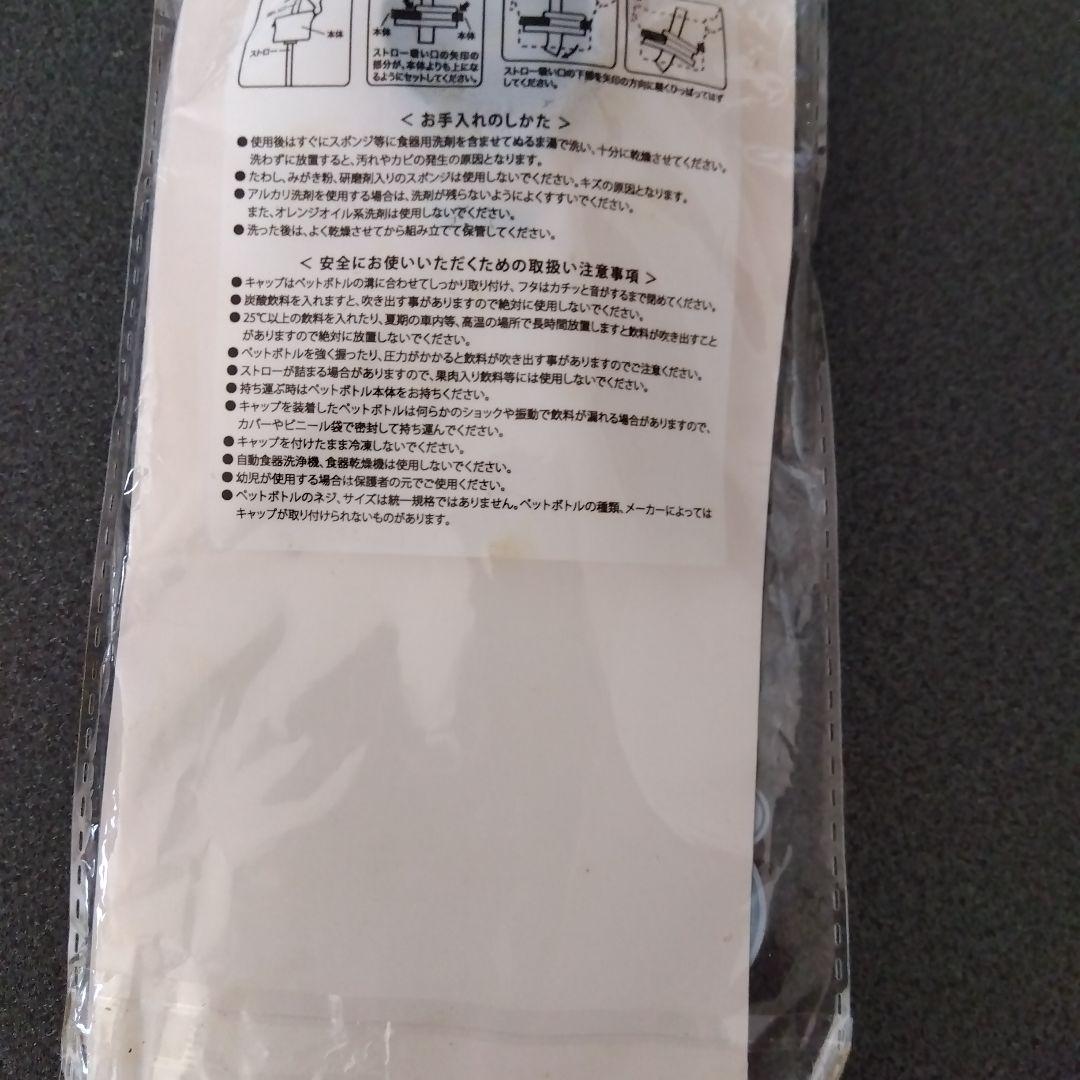 ストロー
本体
本体
本体
ストロー吸い口の矢印の
部分が、本体よりも上にな
るようにセットしてください。
ストロー吸い口の下部を矢印の方向に軽くひっぱってはず
してください。
＜ お手入れのしかた ＞
● 使用後はすぐにスポンジ等に食器用洗剤を含ませてぬるま湯で洗い、十分に乾燥させてください。
洗わずに放置すると、汚れやカビの発生の原因となります。
● たわし、みがき粉、研磨剤入りのスポンジは使用しないでください。キズの原因となります。
● アルカリ洗剤を使用する場合は、洗剤が残らないようによくすすいでください。
また、オレンジオイル系洗剤は使用しないでください。
● 洗った後は、よく乾燥させてから組み立てて保管してください。
＜ 安全にお使いいただくための取扱い注意事項 ＞
● キャップはペットボトルの溝に合わせてしっかり取り付け、フタはカチッと音がするまで閉めてください。
● 炭酸飲料を入れますと、吹き出す事がありますので絶対に使用しないでください。
● 25℃以上の飲料を入れたり、夏期の車内等、高温の場所で長時間放置しますと飲料が吹き出すこと
がありますので絶対に放置しないでください。
● ペットボトルを強く振ったり、圧力がかかると飲料が吹き出す事がありますのでご注意ください。
● ストローが詰まる場合がありますので、果肉入り飲料等には使用しないでください。
● 持ち運ぶ時はペットボトル本体をお持ちください。
● キャップを装着したペットボトルは何らかのショックや振動で飲料が漏れる場合がありますので、
カバーやビニール袋で密封して持ち運んでください。
● キャップを付けたまま冷凍しないでください。
● 自動食器洗浄機、食器乾燥機は使用しないでください。
● 幼児が使用する場合は保護者の元でご使用ください。
● ペットボトルのネジ、サイズは統一規格ではありません。ペットボトルの種類、メーカーによっては
キャップが取り付けられないものがあります。